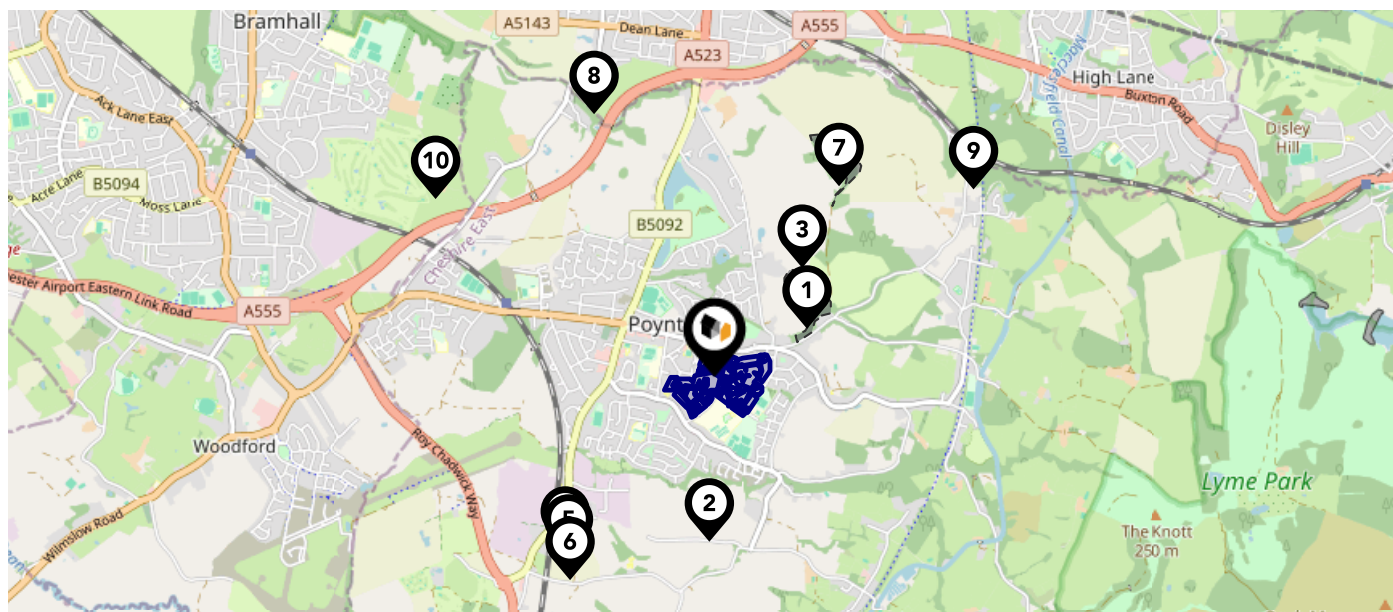 Bramhall
A5143
Dean Lane
A555
A523
8
High Lane
Macclesfield Canal
Buxton Road
Ack Lane East
Disley
Hill
7
9
10
Acre Lane
B5094
Moss Lane
B5092
3
Cheshire East
ester Airport Eastern Link Road
A555
1
Poynt
Woodford
Roy Chadwick Way
Lyme Park
2
5
6
The Knott
250 m
Wilmslow Road